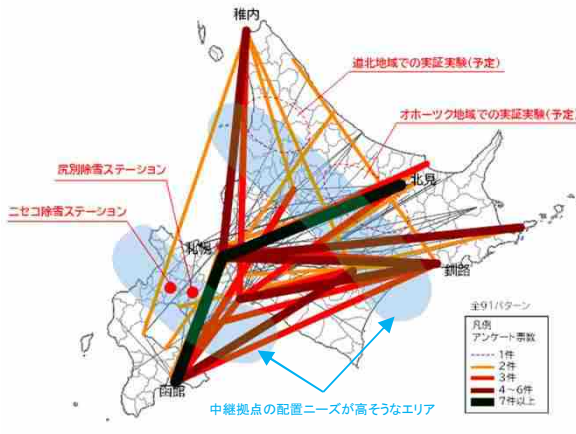 稚内
道北地域での実証実験(予定)
オホーツク地域での実証実験(予定)
尻別除雪ステーション
北見
ニセコ除雪ステーション
札幌
釧路
全91パターン
凡例
アンケート票数
1件
2件
3件
4～6件
7件以上
函館
中継拠点の配置ニーズが高そうなエリア